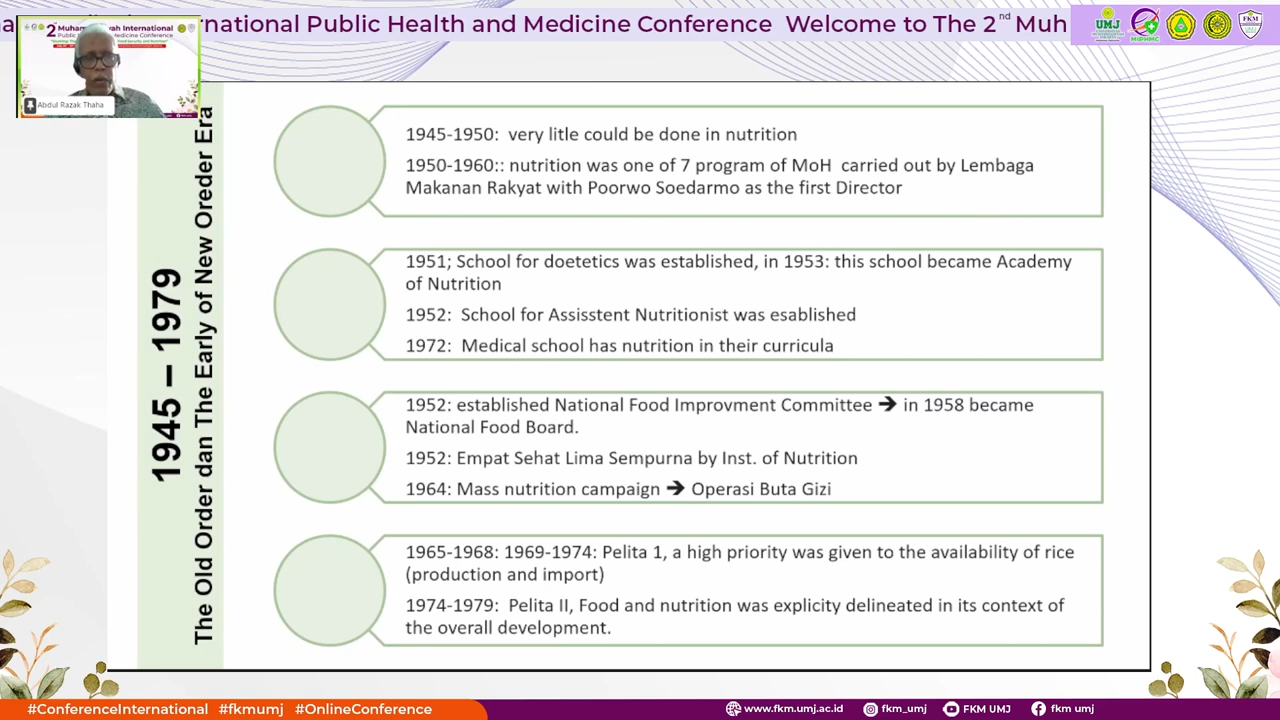 national Public Health and Medicine Conference Welcome to The 2nd Muh
UMJ
MIPHMC
FKM
2nd Muhammadiyah International
Abdul Razak Thaha
1945 – 1979
The Old Order dan The Early of New Oreder Era
1945-1950: very litle could be done in nutrition
1950-1960:: nutrition was one of 7 program of MoH carried out by Lembaga
Makanan Rakyat with Poorwo Soedarmo as the first Director
1951; School for doetetics was established, in 1953: this school became Academy
of Nutrition
1952: School for Assisstent Nutritionist was esablished
1972: Medical school has nutrition in their curricula
1952: established National Food Improvment Committee ➔ in 1958 became
National Food Board.
1952: Empat Sehat Lima Sempurna by Inst. of Nutrition
1964: Mass nutrition campaign ➔ Operasi Buta Gizi
1965-1968: 1969-1974: Pelita 1, a high priority was given to the availability of rice
(production and import)
1974-1979: Pelita II, Food and nutrition was explicity delineated in its context of
the overall development.
#ConferenceInternational #fkmumj #OnlineConference
www.fkm.umj.ac.id fkm_umj FKM UMJ fkm umj